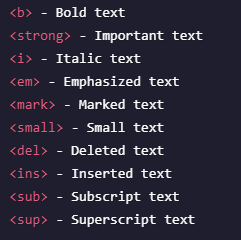 <b> - Bold text
<strong> - Important text
<i> - Italic text
<em> - Emphasized text
<mark> - Marked text
<small> - Small text
<del> - Deleted text
<ins> - Inserted text
<sub> - Subscript text
<sup> - Superscript text